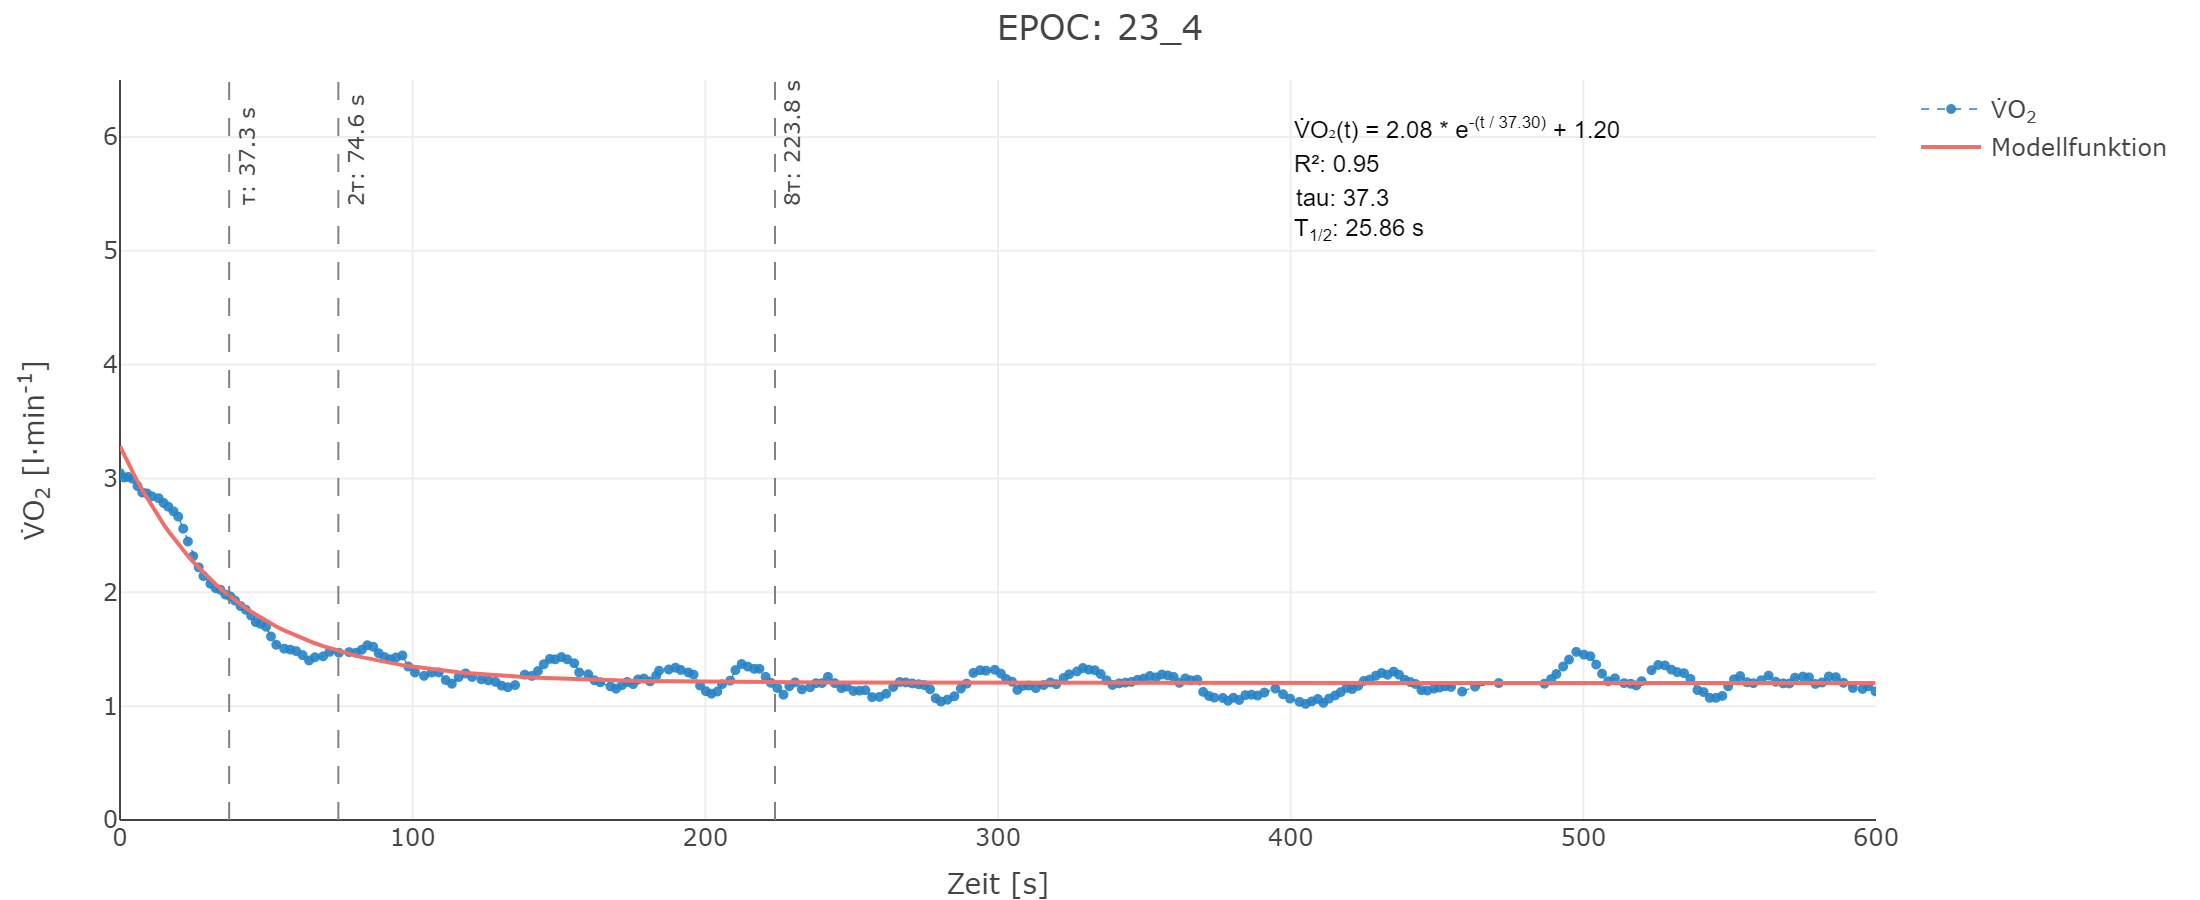 EPOC: 23_4
τ: 37.3 s
2τ: 74.6 s
8τ: 223.8 s
V̇O₂(t) = 2.08 * e⁻⁽ᵗ ᐟ ³⁷·³⁰⁾ + 1.20
R²: 0.95
tau: 37.3
T₁/₂: 25.86 s
V̇O₂
Modellfunktion
6
5
4
3
2
1
0
V̇O₂ [l·min⁻¹]
0 100 200 300 400 500 600
Zeit [s]